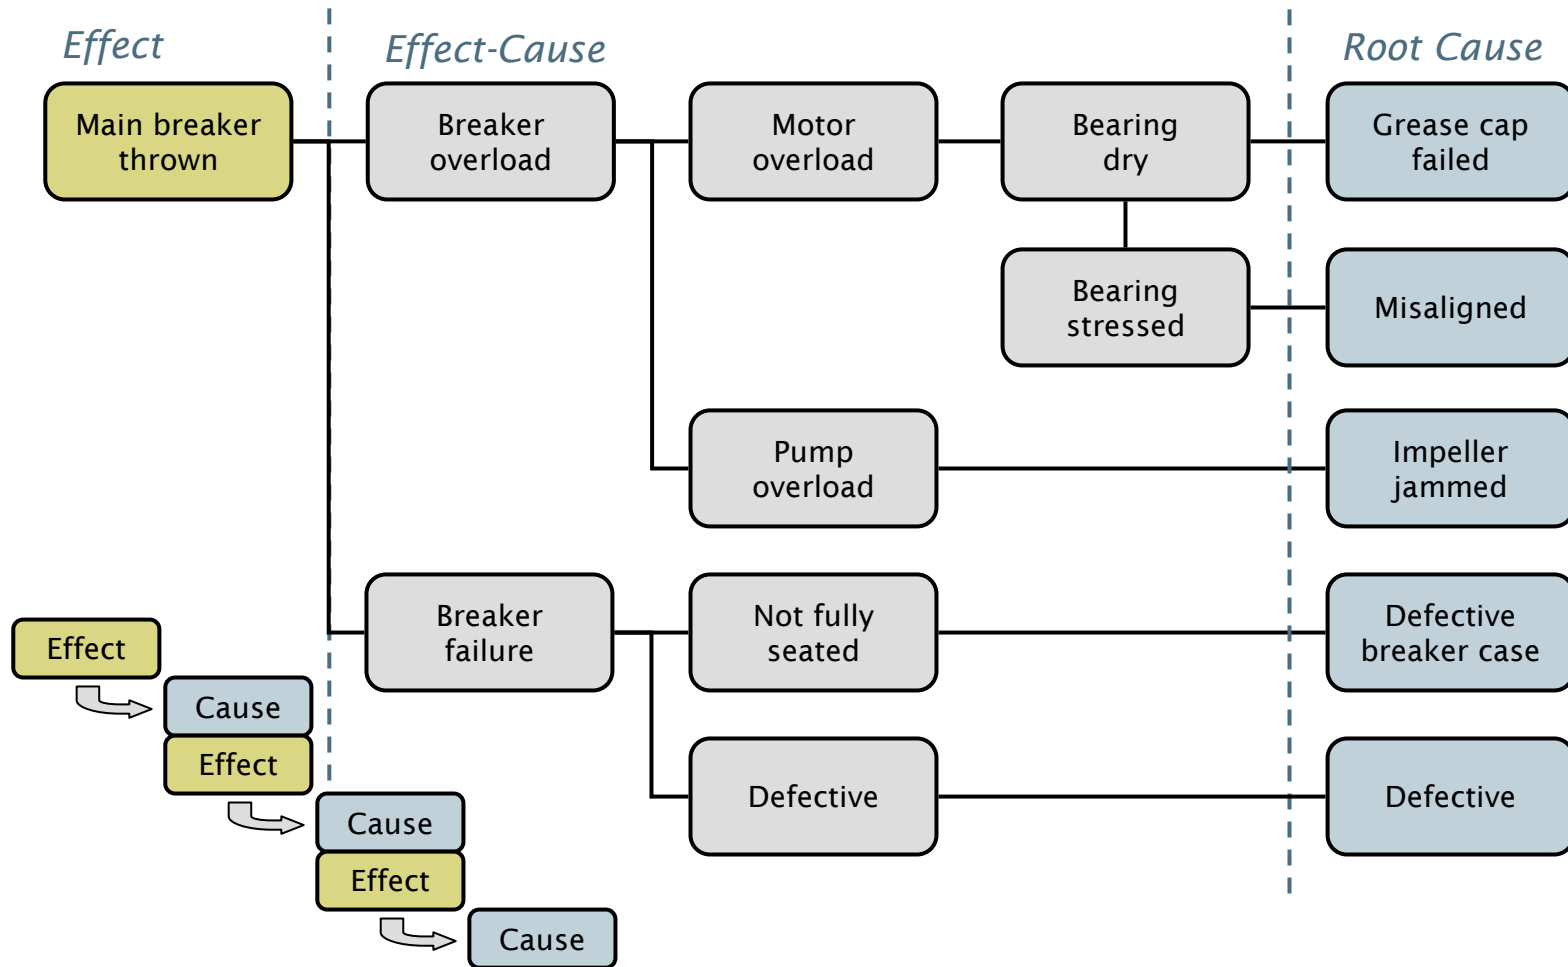 Effect
Effect-Cause
Root Cause
Main breaker
thrown
Breaker
overload
Motor
overload
Bearing
dry
Grease cap
failed
Bearing
stressed
Misaligned
Pump
overload
Impeller
jammed
Breaker
failure
Not fully
seated
Defective
breaker case
Defective
Defective
Effect
Cause
Effect
Cause
Effect
Cause